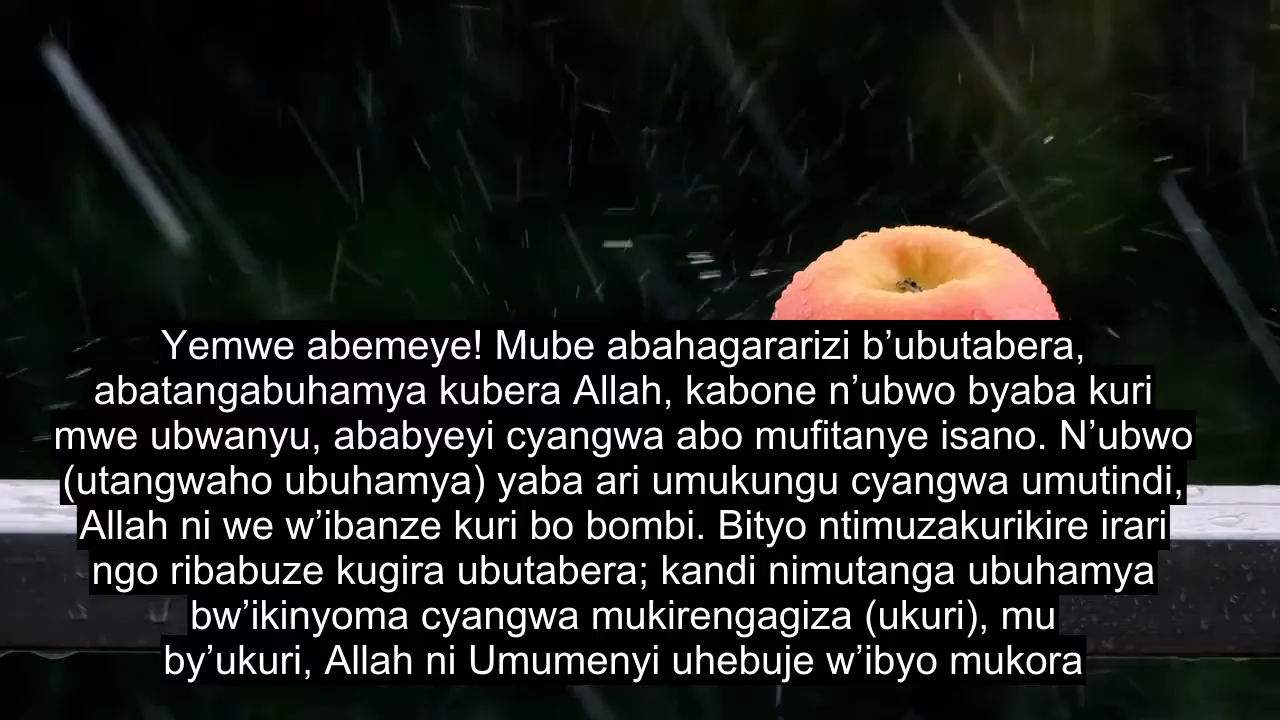 Yemwe abemeye! Mube abahagararizi b’ubutabera,
abatangabuhamya kubera Allah, kabone n’ubwo byaba kuri
mwe ubwanyu, ababyeyi cyangwa abo mufitanye isano. N’ubwo
(utangwaho ubuhamya) yaba ari umukungu cyangwa umutindi,
Allah ni we w’ibanze kuri bo bombi. Bityo ntimuzakurikire irari
ngo ribabuze kugira ubutabera; kandi nimutanga ubuhamya
bw’ikinyoma cyangwa mukirengagiza (ukuri), mu
by’ukuri, Allah ni Umumenyi uhebuje w’ibyo mukora